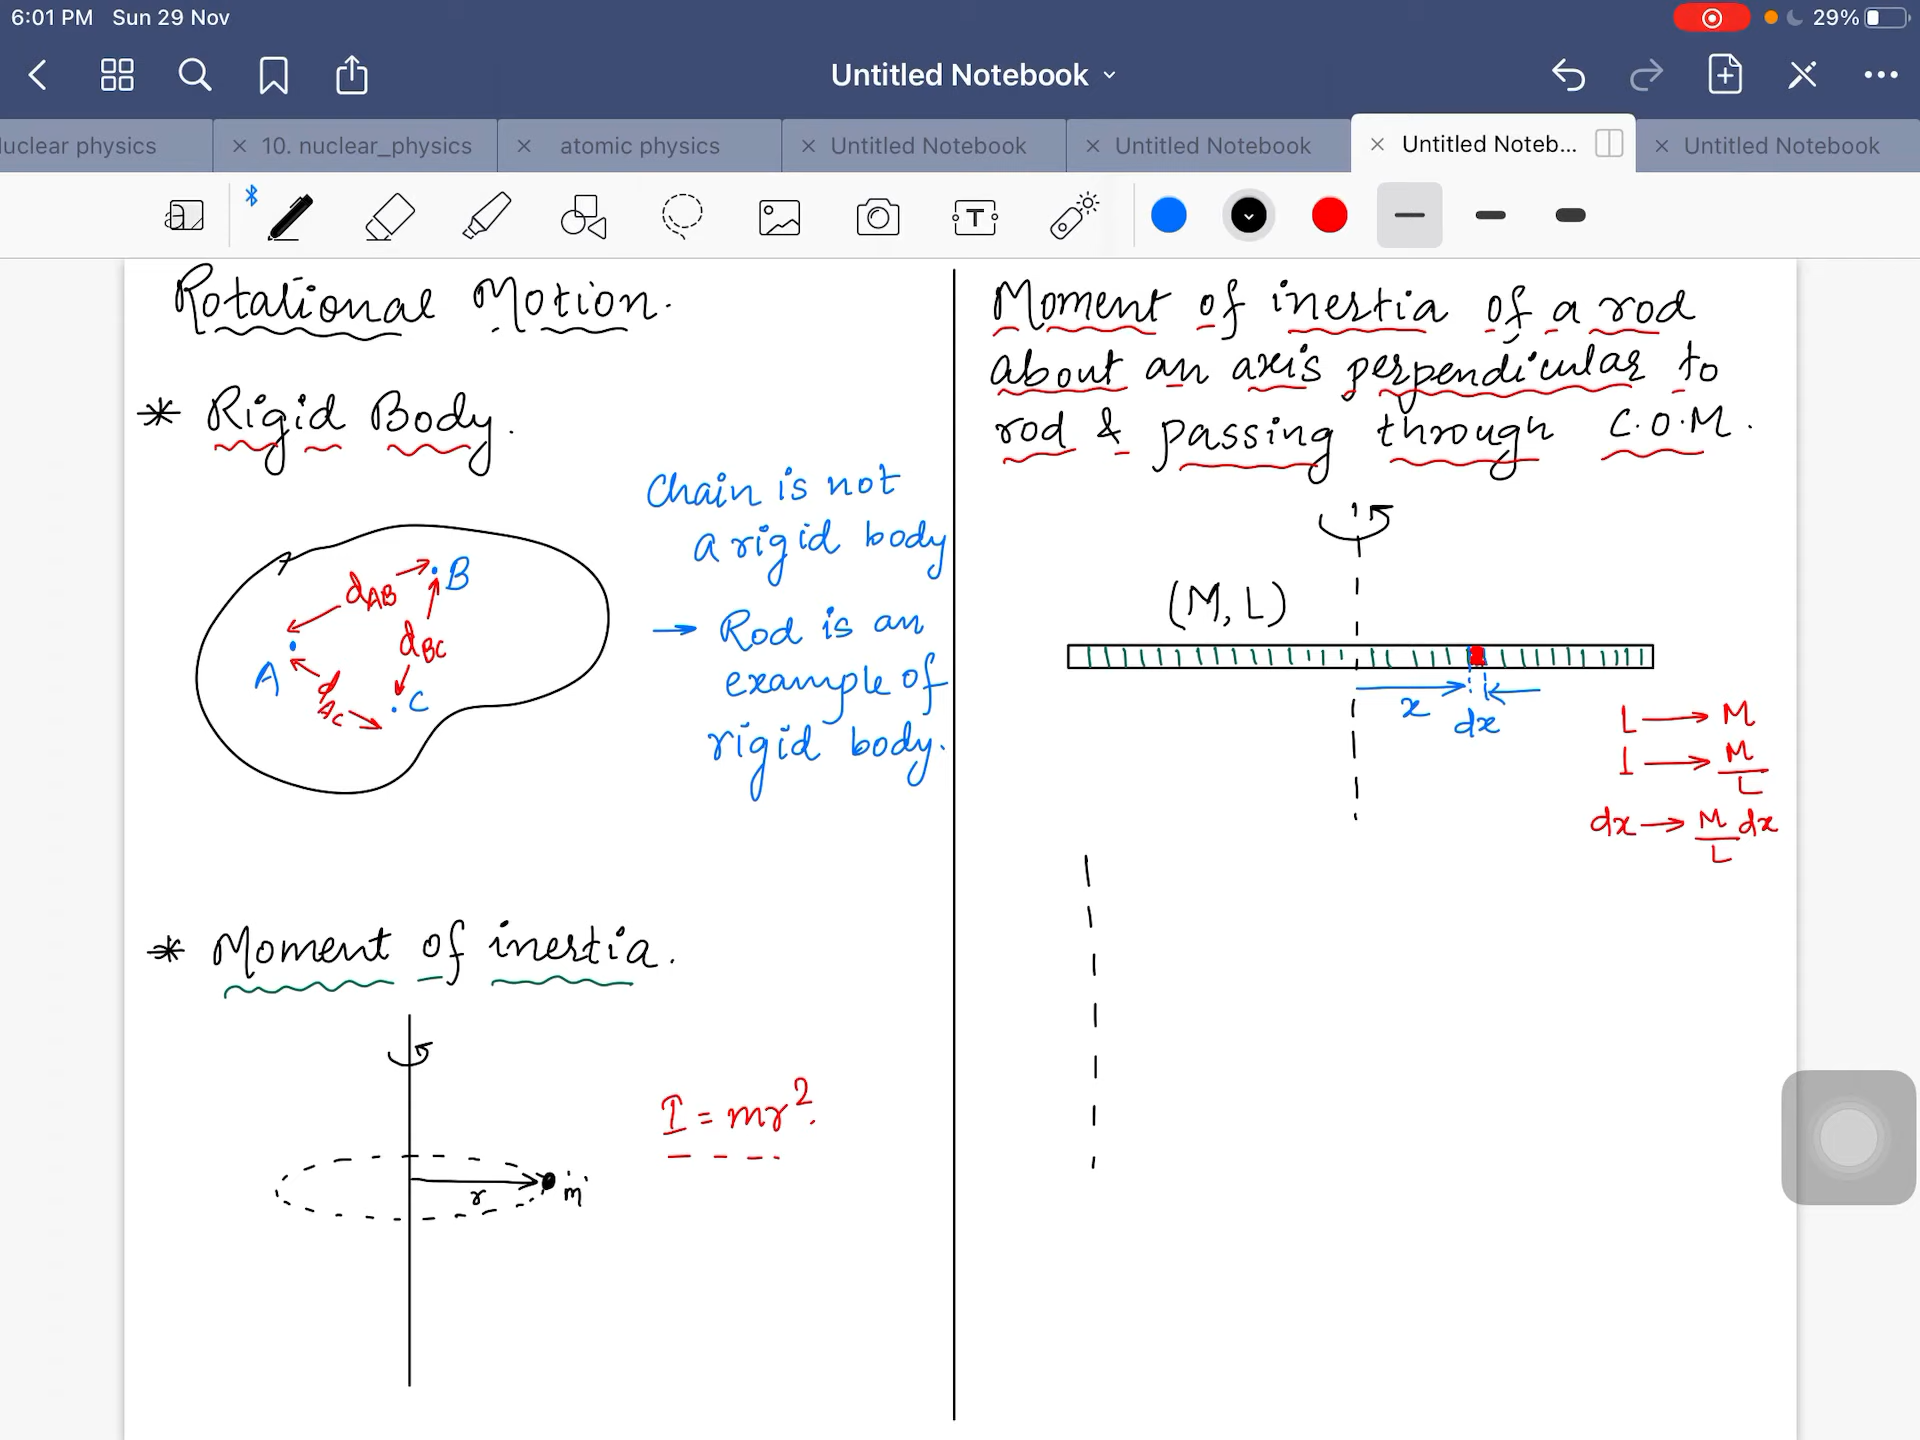 6:01 PM Sun 29 Nov
29%
Untitled Notebook
luclear physics
10. nuclear_physics
atomic physics
Untitled Notebook
Untitled Notebook
Untitled Noteb...
Untitled Notebook
Rotational Motion.
* Rigid Body.
Chain is not
a rigid body
→ Rod is an
example of
rigid body.
A
B
C
dAB
dBC
dAC
* Moment of inertia.
r
m
I = mr².
Moment of inertia of a rod
about an axis perpendicular to
rod & passing through C.O.M.
(M, L)
x
dx
L → M
1 → M/L
dx → M/L dx